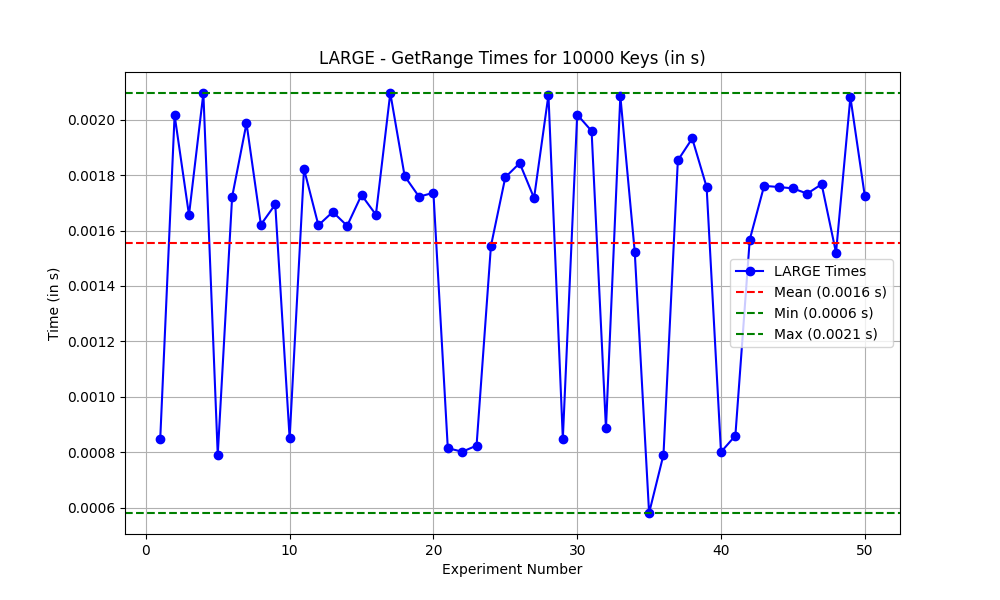 LARGE - GetRange Times for 10000 Keys (in s)
Time (in s)
0.0020
0.0018
0.0016
0.0014
0.0012
0.0010
0.0008
0.0006
LARGE Times
Mean (0.0016 s)
Min (0.0006 s)
Max (0.0021 s)
0 10 20 30 40 50
Experiment Number